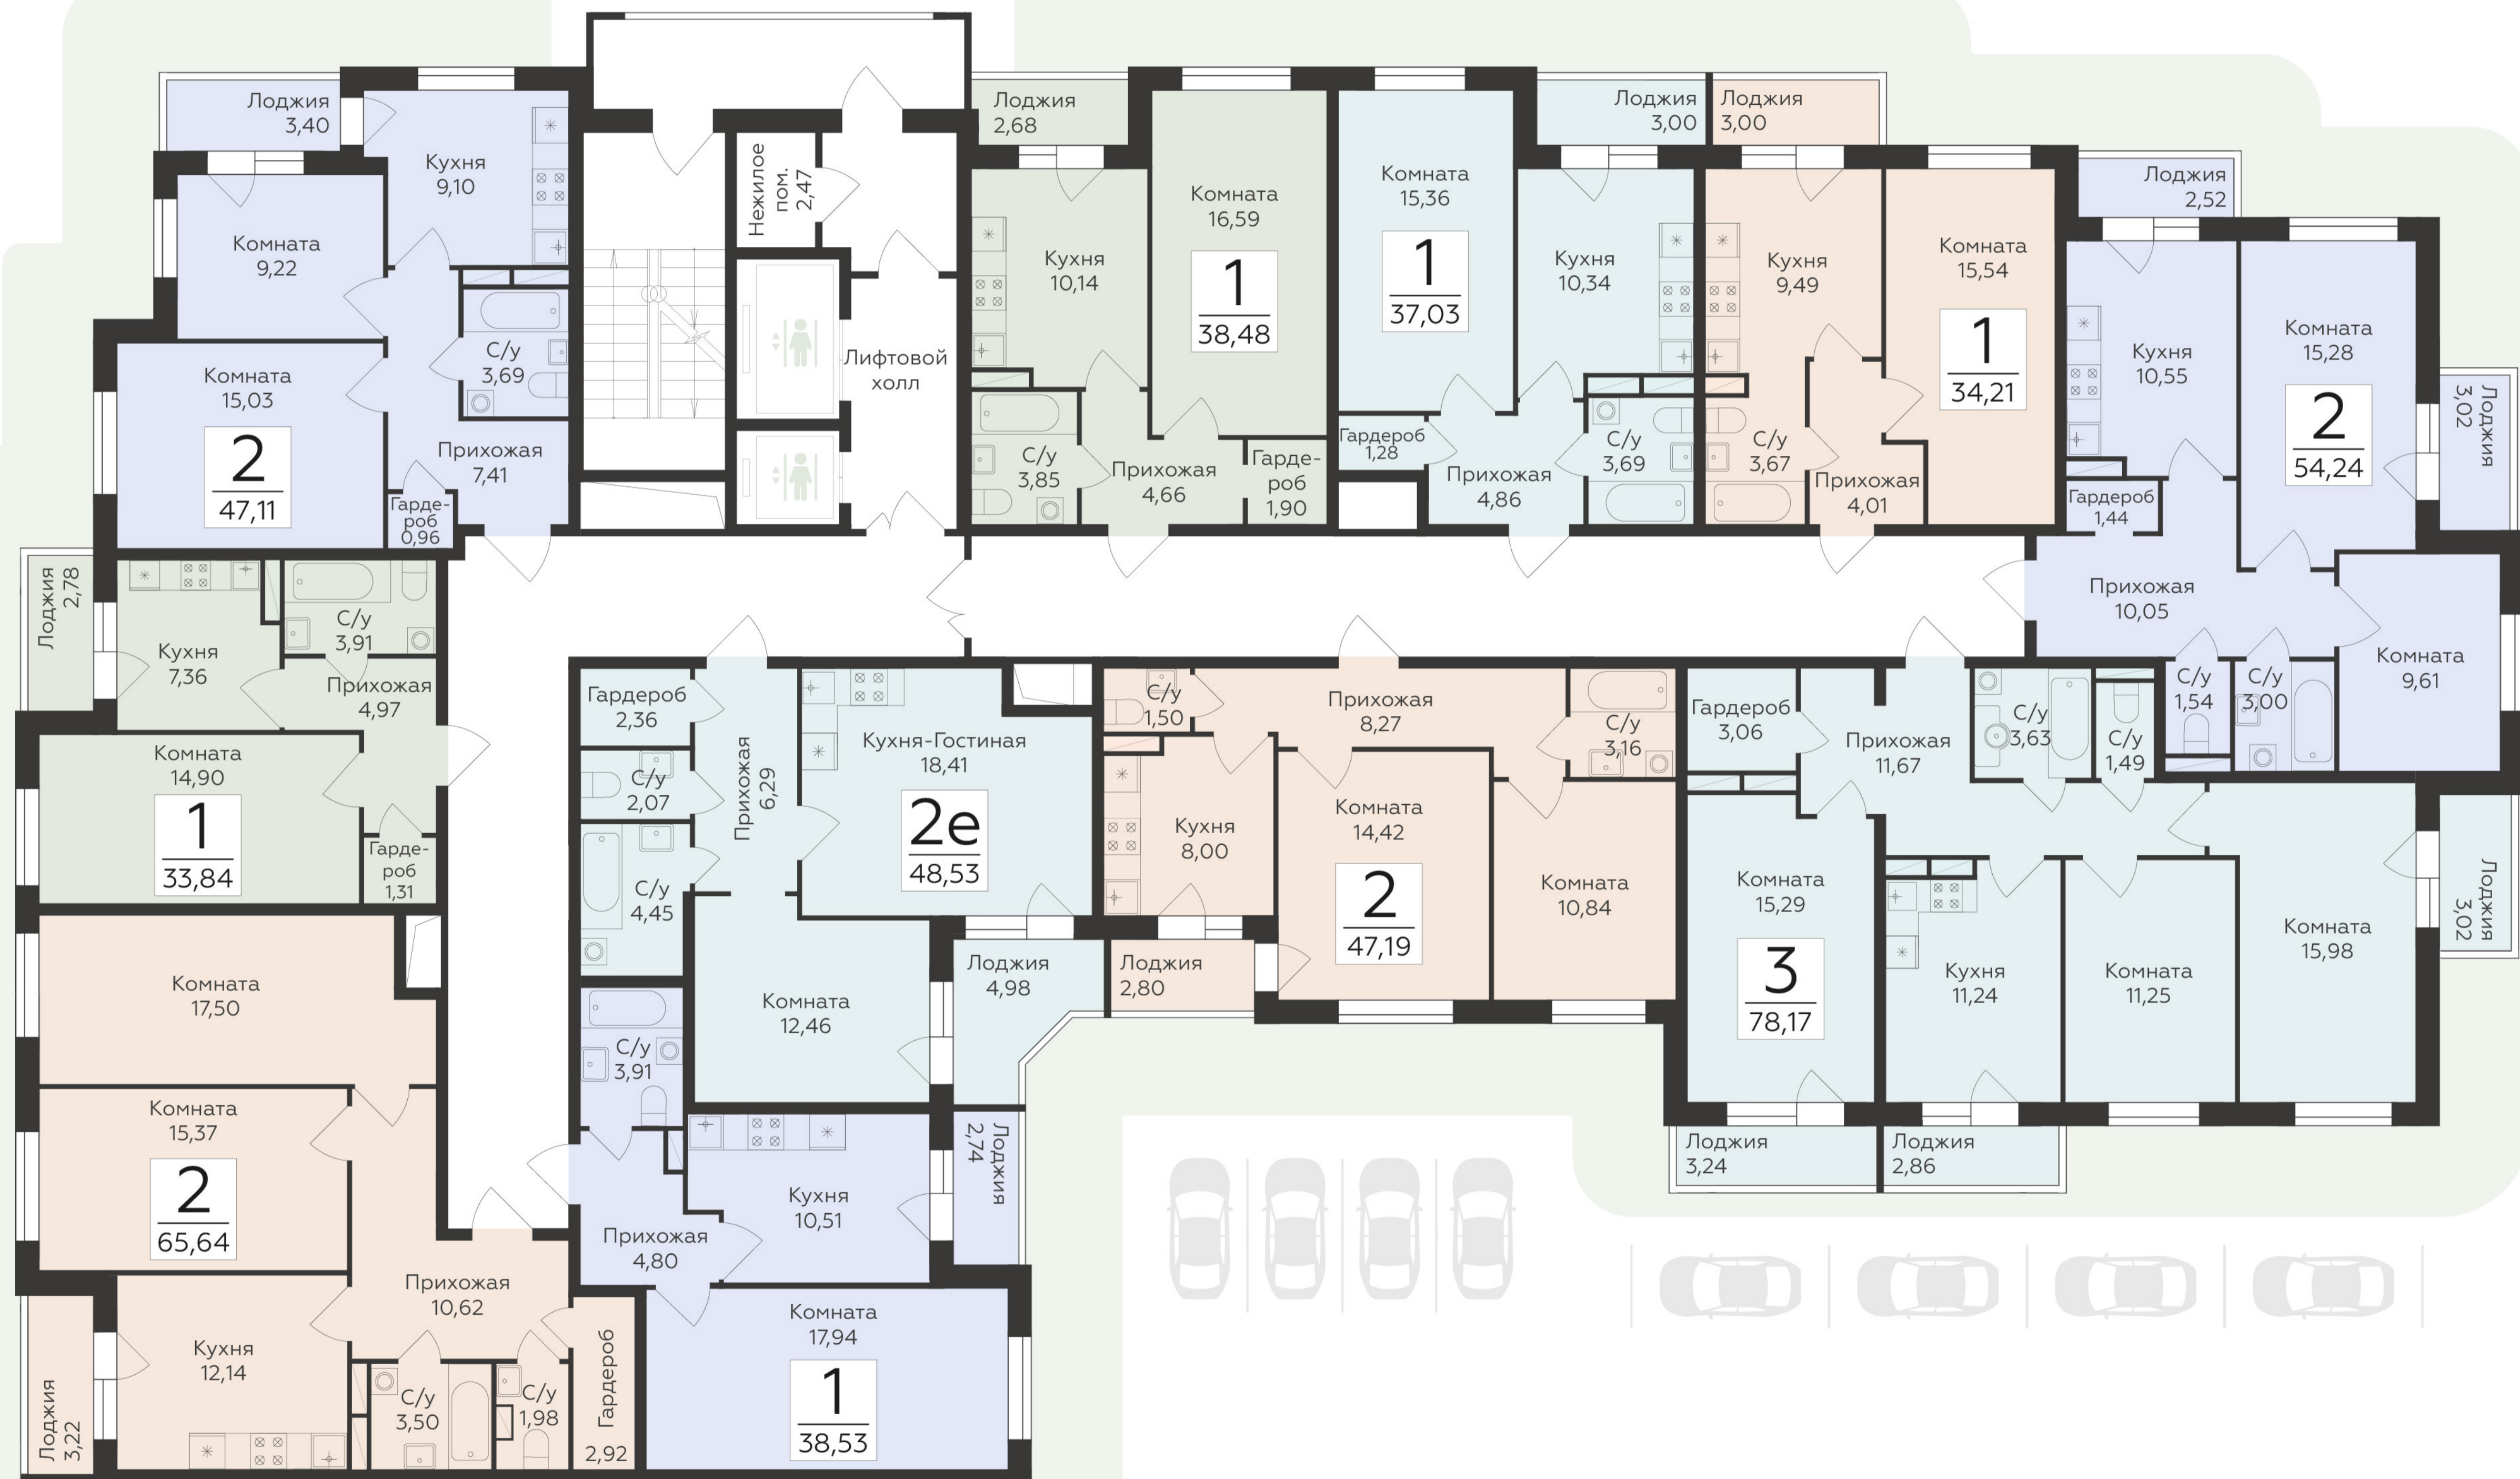 Лоджия
3,40
Кухня
9,10
Комната
9,22
С/у
3,69
Комната
15,03
2
47,11
Прихожая
7,41
Гарде-
роб
0,96
Нежилое
пом.
2,47
Лифтовой
холл
Лоджия
2,68
Кухня
10,14
Комната
16,59
1
38,48
С/у
3,85
Прихожая
4,66
Гарде-
роб
1,90
Комната
15,36
1
37,03
Лоджия
3,00
Кухня
10,34
Гардероб
1,28
Прихожая
4,86
С/у
3,69
Лоджия
3,00
Кухня
9,49
Комната
15,54
1
34,21
С/у
3,67
Прихожая
4,01
Лоджия
2,52
Кухня
10,55
Комната
15,28
2
54,24
Лоджия
3,02
Гардероб
1,44
Прихожая
10,05
Комната
9,61
С/у
1,54
С/у
3,00
Лоджия
2,78
Кухня
7,36
С/у
3,91
Прихожая
4,97
Комната
14,90
1
33,84
Гарде-
роб
1,31
Гардероб
2,36
С/у
2,07
Прихожая
6,29
Кухня-Гостиная
18,41
2е
48,53
С/у
4,45
Комната
12,46
Лоджия
4,98
С/у
1,50
Прихожая
8,27
С/у
3,16
Кухня
8,00
Комната
14,42
2
47,19
Комната
10,84
Лоджия
2,80
Гардероб
3,06
Прихожая
11,67
С/у
3,63
С/у
1,49
Комната
15,29
3
78,17
Кухня
11,24
Комната
11,25
Комната
15,98
Лоджия
3,02
Лоджия
3,24
Лоджия
2,86
Комната
17,50
Комната
15,37
2
65,64
Прихожая
10,62
Кухня
12,14
Лоджия
3,22
С/у
3,50
С/у
1,98
Гардероб
2,92
С/у
3,91
Прихожая
4,80
Кухня
10,51
Лоджия
2,74
Комната
17,94
1
38,53